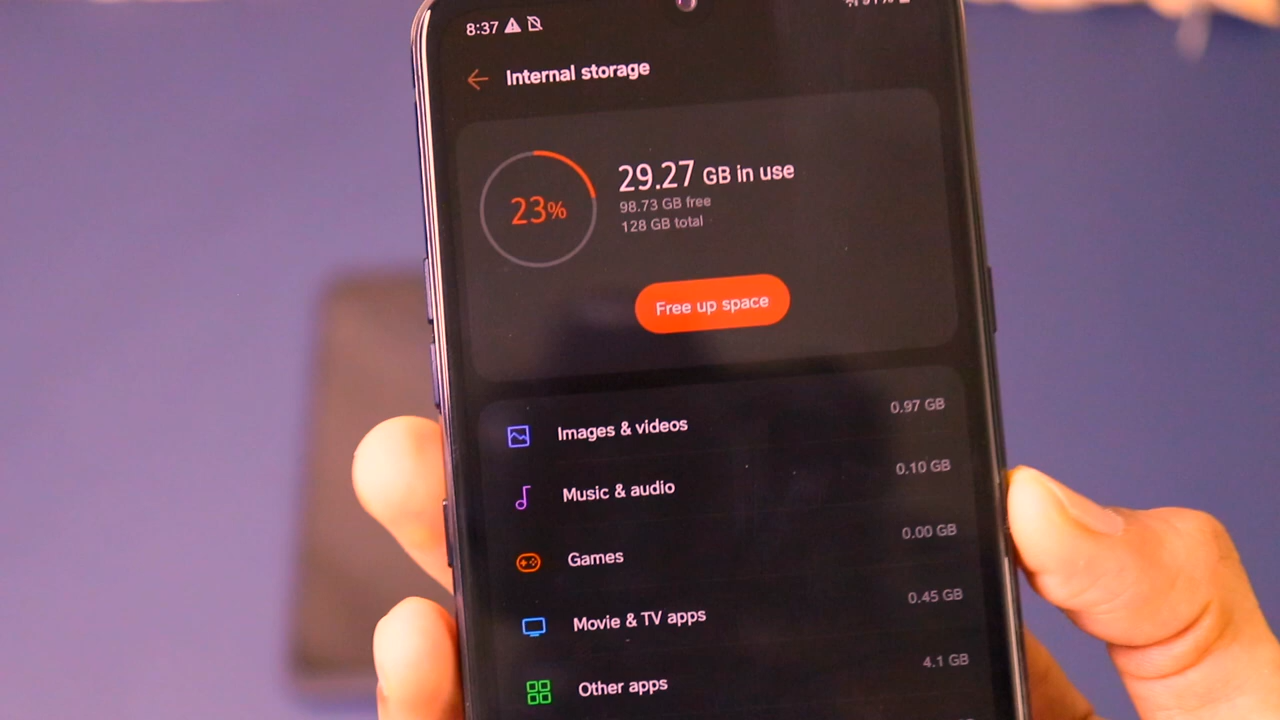 8:37
Internal storage
23%
29.27 GB in use
98.73 GB free
128 GB total
Free up space
Images & videos 0.97 GB
Music & audio 0.10 GB
Games 0.00 GB
Movie & TV apps 0.45 GB
Other apps 4.1 GB